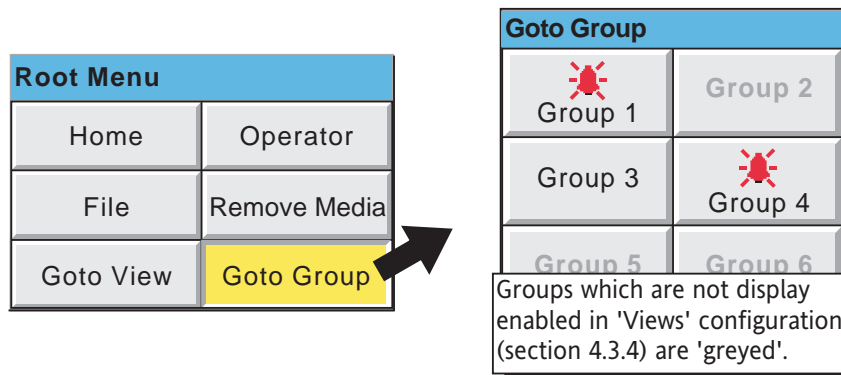 Root Menu
Home
Operator
File
Remove Media
Goto View
Goto Group
Goto Group
Group 1
Group 2
Group 3
Group 4
Group 5
Group 6
Groups which are not display
enabled in 'Views' configuration
(section 4.3.4) are 'greyed'.